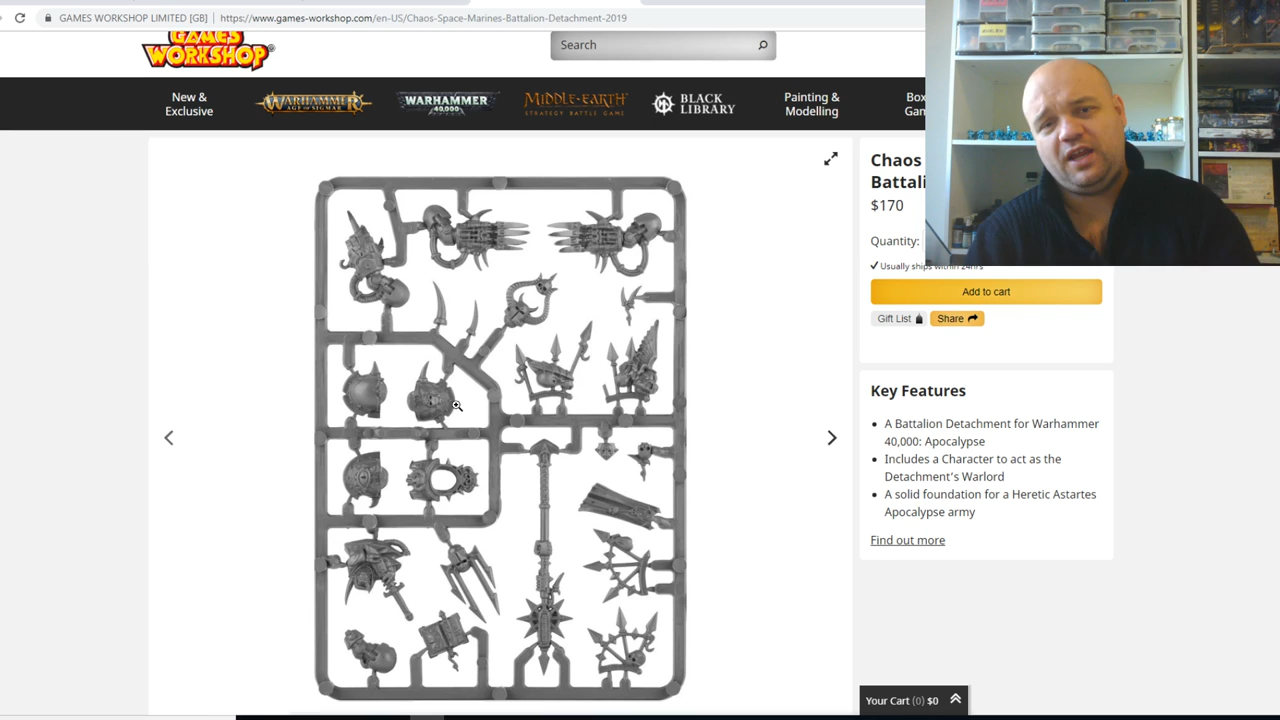 GAMES WORKSHOP LIMITED [GB]
https://www.games-workshop.com/en-US/Chaos-Space-Marines-Battalion-Detachment-2019
GAMES
WORKSHOP
Search
New &
Exclusive
WARHAMMER
AGE OF SIGMAR
WARHAMMER
40,000
MIDDLE-EARTH
STRATEGY BATTLE GAME
BLACK
LIBRARY
Painting &
Modelling
Chaos
$170
Quantity:
Usually ships within 24hrs
Add to cart
Gift List
Share
Key Features
A Battalion Detachment for Warhammer
40,000: Apocalypse
Includes a Character to act as the
Detachment's Warlord
A solid foundation for a Heretic Astartes
Apocalypse army
Find out more
Your Cart (0) $0